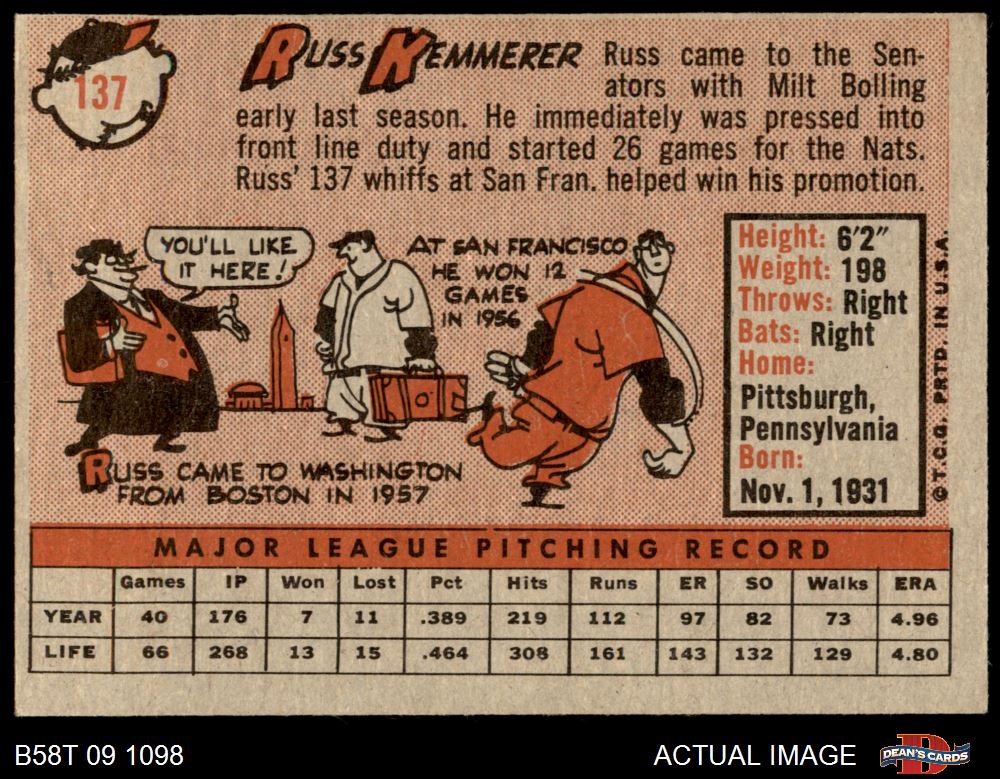 137
RUSS KEMMERER Russ came to the Sen-
ators with Milt Bolling
early last season. He immediately was pressed into
front line duty and started 26 games for the Nats.
Russ' 137 whiffs at San Fran. helped win his promotion.
YOU'LL LIKE
IT HERE!
AT SAN FRANCISCO
HE WON 12
GAMES
IN 1956
RUSS CAME TO WASHINGTON
FROM BOSTON IN 1957
Height: 6'2"
Weight: 198
Throws: Right
Bats: Right
Home:
Pittsburgh,
Pennsylvania
Born:
Nov. 1, 1931
©T.C.G. PRTD. IN U.S.A.
MAJOR LEAGUE PITCHING RECORD
Games IP Won Lost Pct Hits Runs ER SO Walks ERA
YEAR 40 176 7 11 .389 219 112 97 82 73 4.96
LIFE 66 268 13 15 .464 308 161 143 132 129 4.80
B58T 09 1098
ACTUAL IMAGE
DEAN'S CARDS